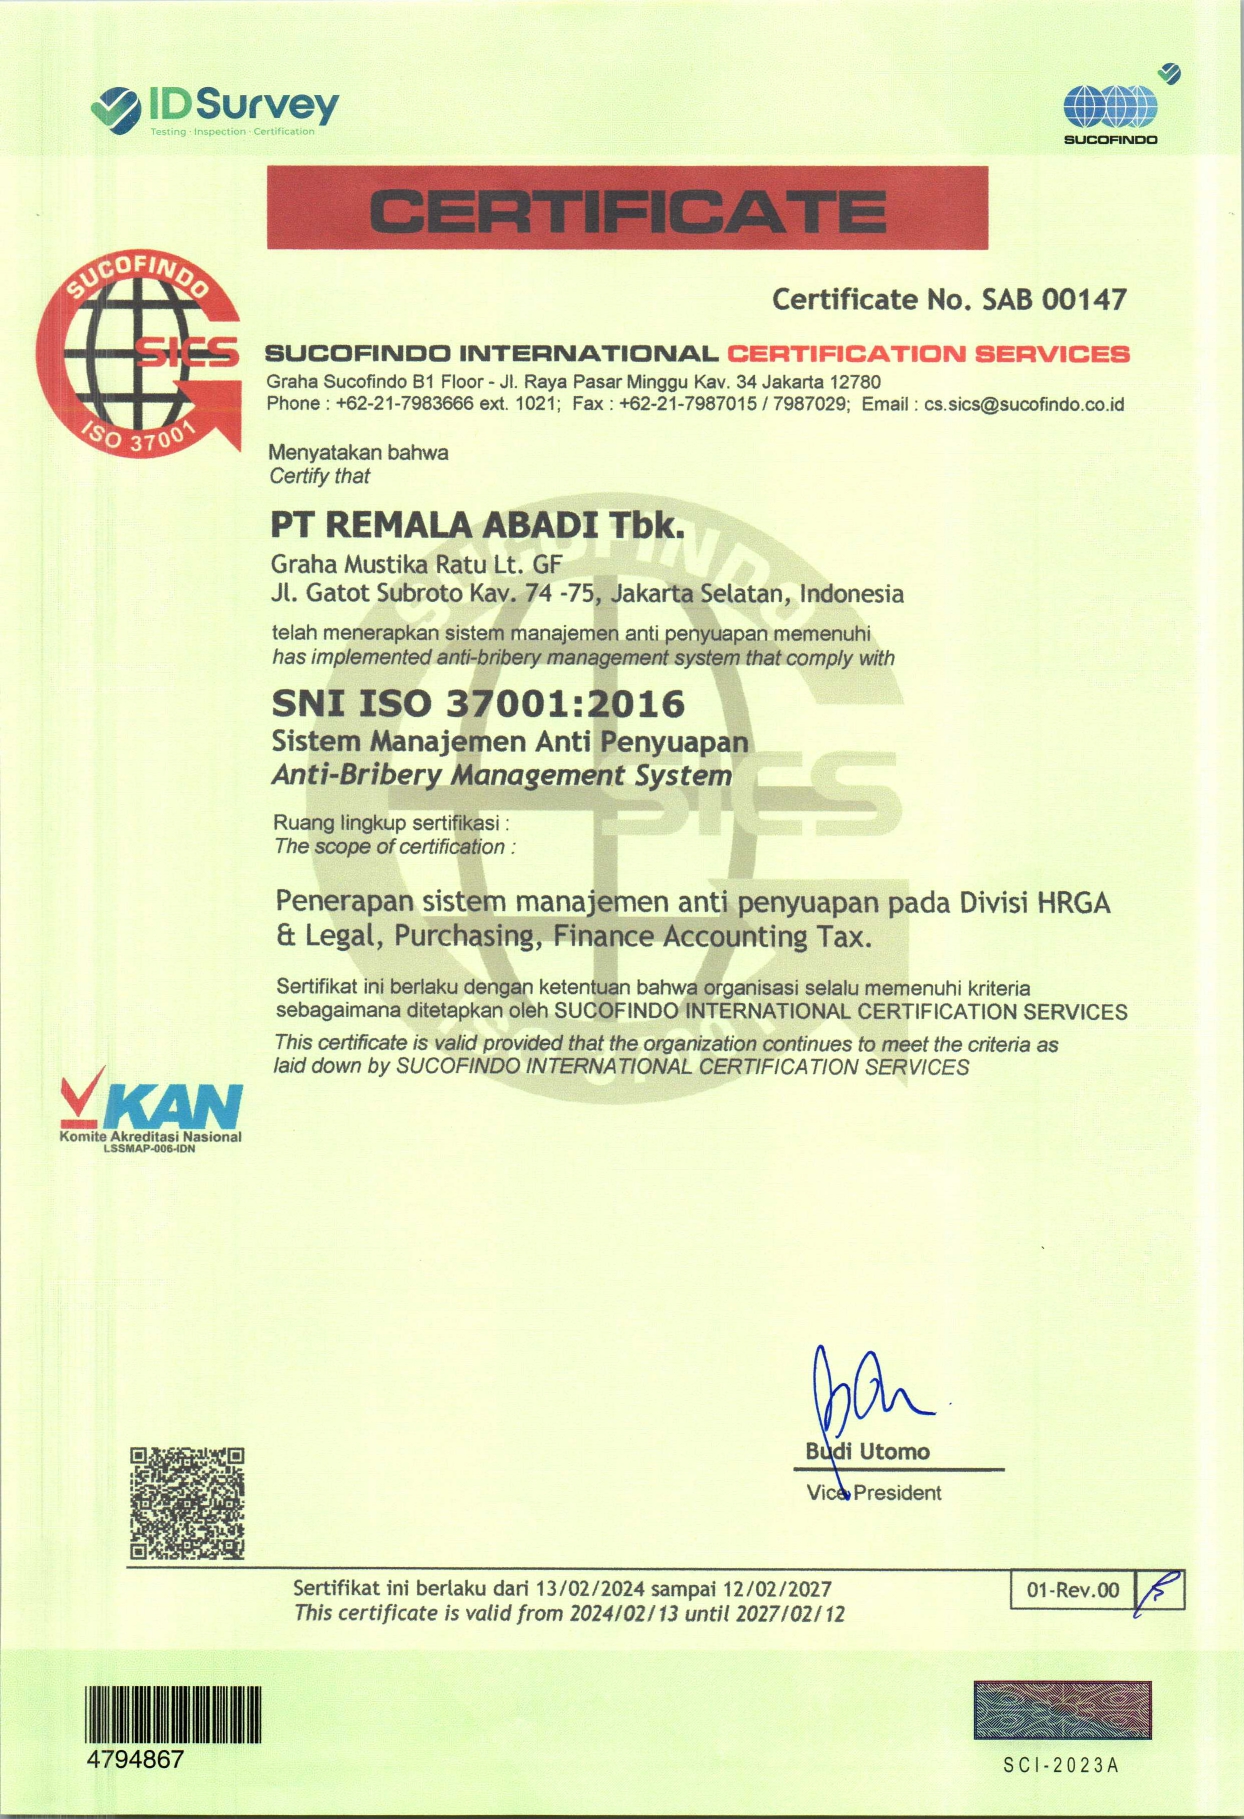 IDSurvey
Testing · Inspection · Certification
SUCOFINDO
CERTIFICATE
SUCOFINDO
SICS
ISO 37001
Certificate No. SAB 00147
SUCOFINDO INTERNATIONAL CERTIFICATION SERVICES
Graha Sucofindo B1 Floor - Jl. Raya Pasar Minggu Kav. 34 Jakarta 12780
Phone : +62-21-7983666 ext. 1021; Fax : +62-21-7987015 / 7987029; Email : cs.sics@sucofindo.co.id
Menyatakan bahwa
Certify that
PT REMALA ABADI Tbk.
Graha Mustika Ratu Lt. GF
Jl. Gatot Subroto Kav. 74 -75, Jakarta Selatan, Indonesia
telah menerapkan sistem manajemen anti penyuapan memenuhi
has implemented anti-bribery management system that comply with
SNI ISO 37001:2016
Sistem Manajemen Anti Penyuapan
Anti-Bribery Management System
Ruang lingkup sertifikasi :
The scope of certification :
Penerapan sistem manajemen anti penyuapan pada Divisi HRGA
& Legal, Purchasing, Finance Accounting Tax.
Sertifikat ini berlaku dengan ketentuan bahwa organisasi selalu memenuhi kriteria
sebagaimana ditetapkan oleh SUCOFINDO INTERNATIONAL CERTIFICATION SERVICES
This certificate is valid provided that the organization continues to meet the criteria as
laid down by SUCOFINDO INTERNATIONAL CERTIFICATION SERVICES
KAN
Komite Akreditasi Nasional
LSSMAP-006-IDN
SUCOFINDO
SICS
ISO 37001
Budi Utomo
Vice President
Sertifikat ini berlaku dari 13/02/2024 sampai 12/02/2027
This certificate is valid from 2024/02/13 until 2027/02/12
01-Rev.00
4794867
SCI-2023A